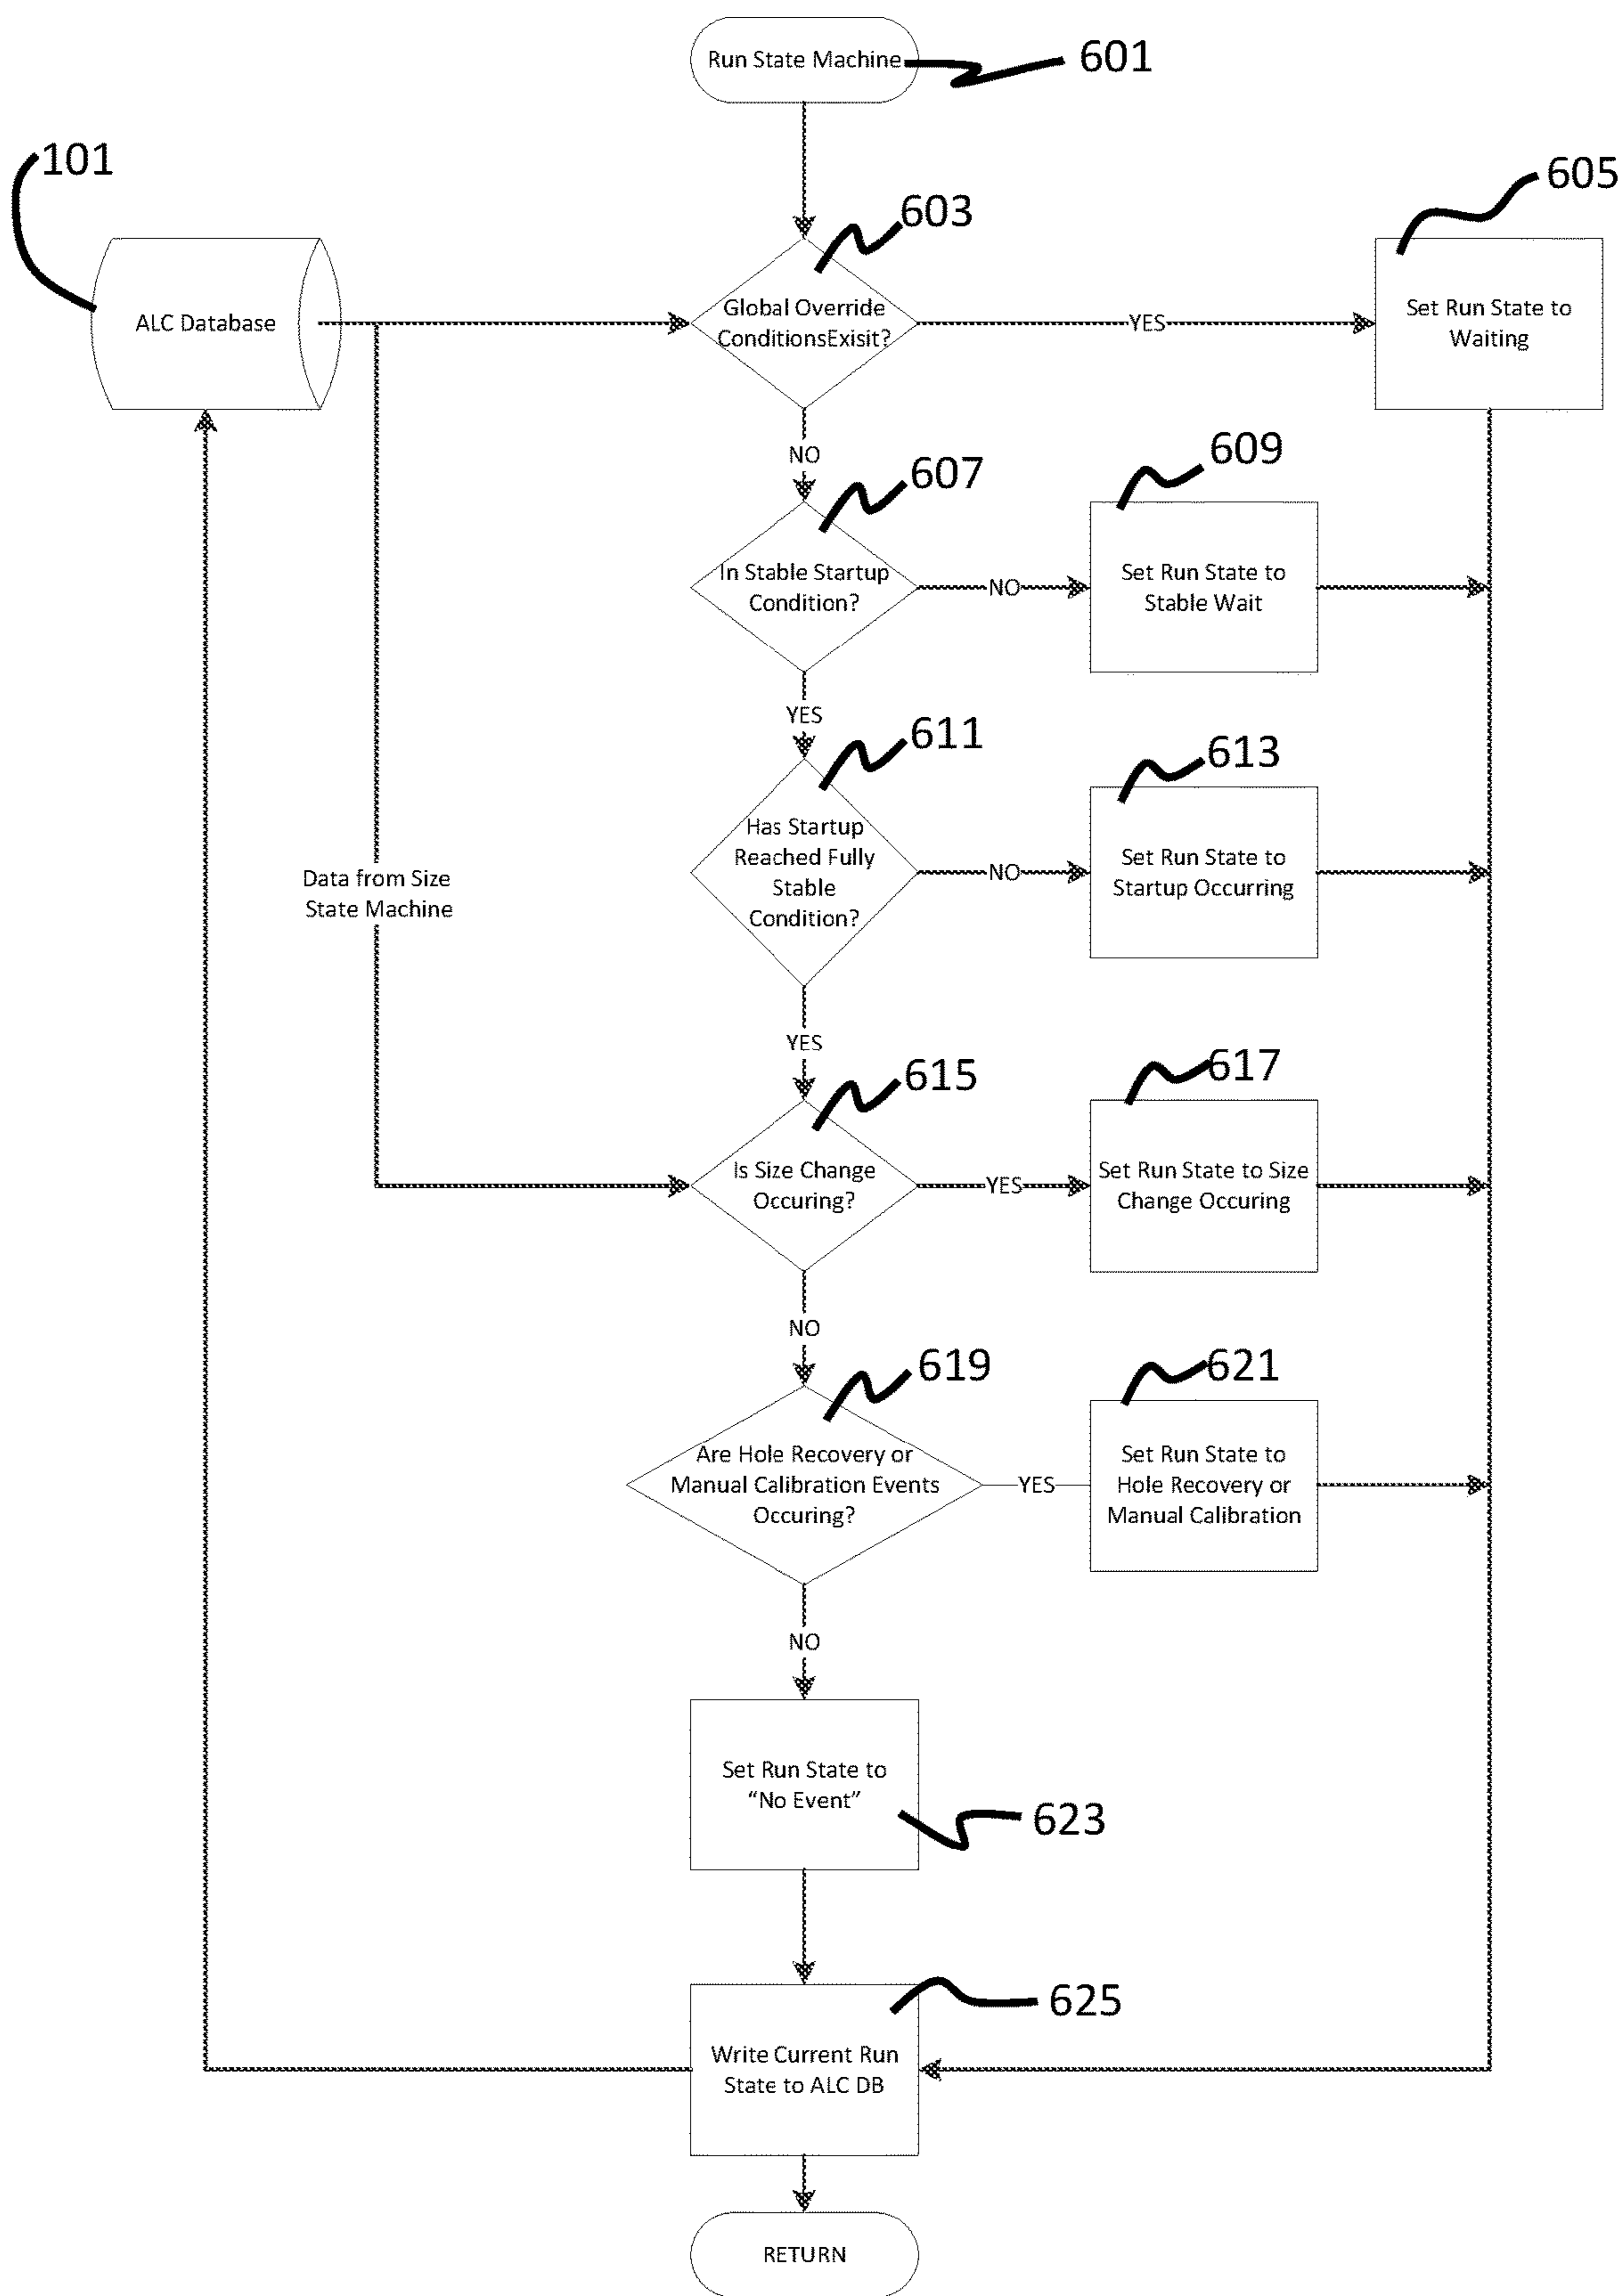 Run State Machine
601
101
605
603
ALC Database
Global Override
ConditionsExisit?
YES
Set Run State to
Waiting
NO
607
609
In Stable Startup
Condition?
NO
Set Run State to
Stable Wait
YES
611
613
Has Startup
Reached Fully
Stable
Condition?
NO
Set Run State to
Startup Occurring
Data from Size
State Machine
YES
615
617
Is Size Change
Occuring?
YES
Set Run State to Size
Change Occuring
NO
619
621
Are Hole Recovery or
Manual Calibration Events
Occuring?
YES
Set Run State to
Hole Recovery or
Manual Calibration
NO
Set Run State to
“No Event”
623
625
Write Current Run
State to ALC DB
RETURN